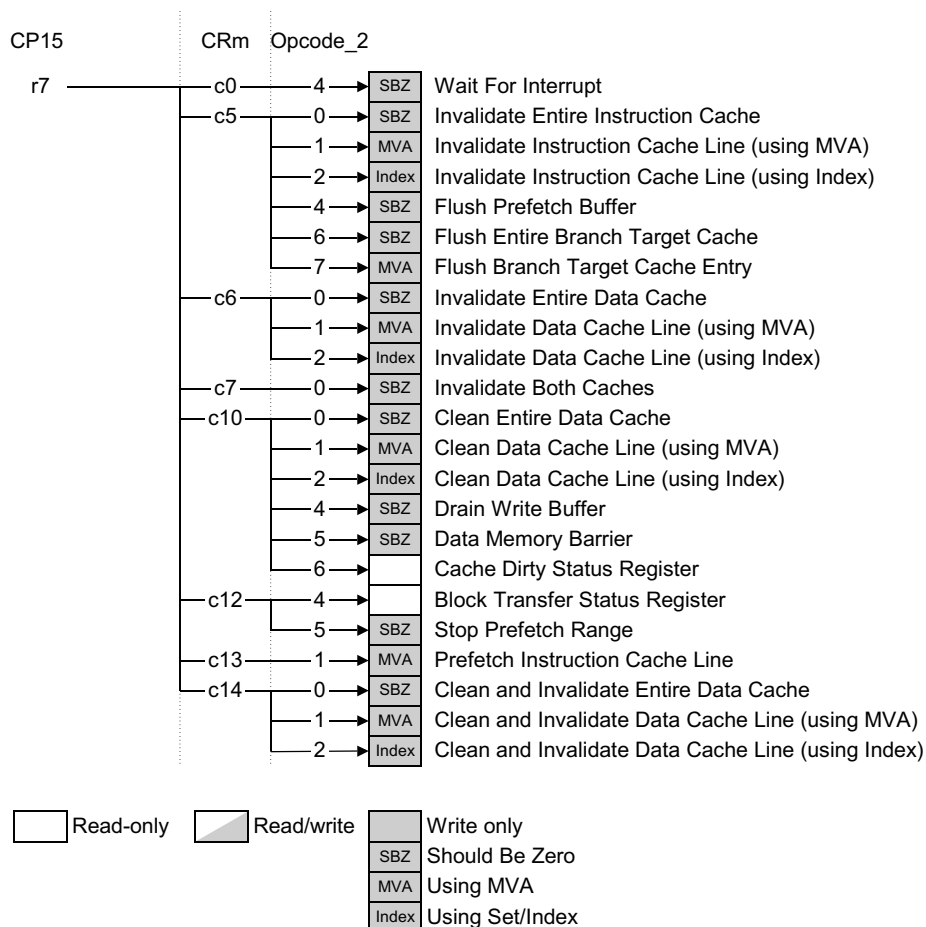 CP15 CRm Opcode_2
r7 c0 4 SBZ Wait For Interrupt
c5 0 SBZ Invalidate Entire Instruction Cache
1 MVA Invalidate Instruction Cache Line (using MVA)
2 Index Invalidate Instruction Cache Line (using Index)
4 SBZ Flush Prefetch Buffer
6 SBZ Flush Entire Branch Target Cache
7 MVA Flush Branch Target Cache Entry
c6 0 SBZ Invalidate Entire Data Cache
1 MVA Invalidate Data Cache Line (using MVA)
2 Index Invalidate Data Cache Line (using Index)
c7 0 SBZ Invalidate Both Caches
c10 0 SBZ Clean Entire Data Cache
1 MVA Clean Data Cache Line (using MVA)
2 Index Clean Data Cache Line (using Index)
4 SBZ Drain Write Buffer
5 SBZ Data Memory Barrier
6 Cache Dirty Status Register
c12 4 Block Transfer Status Register
5 SBZ Stop Prefetch Range
c13 1 MVA Prefetch Instruction Cache Line
c14 0 SBZ Clean and Invalidate Entire Data Cache
1 MVA Clean and Invalidate Data Cache Line (using MVA)
2 Index Clean and Invalidate Data Cache Line (using Index)
Read-only Read/write Write only
SBZ Should Be Zero
MVA Using MVA
Index Using Set/Index